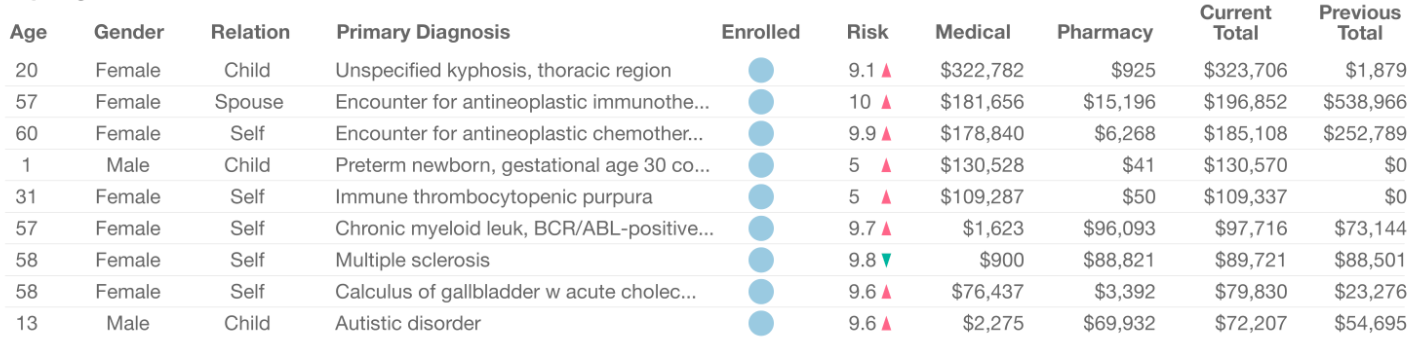 Age Gender Relation Primary Diagnosis Enrolled Risk Medical Pharmacy Current Total Previous Total
20 Female Child Unspecified kyphosis, thoracic region 9.1 $322,782 $925 $323,706 $1,879
57 Female Spouse Encounter for antineoplastic immunothe... 10 $181,656 $15,196 $196,852 $538,966
60 Female Self Encounter for antineoplastic chemother... 9.9 $178,840 $6,268 $185,108 $252,789
1 Male Child Preterm newborn, gestational age 30 co... 5 $130,528 $41 $130,570 $0
31 Female Self Immune thrombocytopenic purpura 5 $109,287 $50 $109,337 $0
57 Female Self Chronic myeloid leuk, BCR/ABL-positive... 9.7 $1,623 $96,093 $97,716 $73,144
58 Female Self Multiple sclerosis 9.8 $900 $88,821 $89,721 $88,501
58 Female Self Calculus of gallbladder w acute cholec... 9.6 $76,437 $3,392 $79,830 $23,276
13 Male Child Autistic disorder 9.6 $2,275 $69,932 $72,207 $54,695